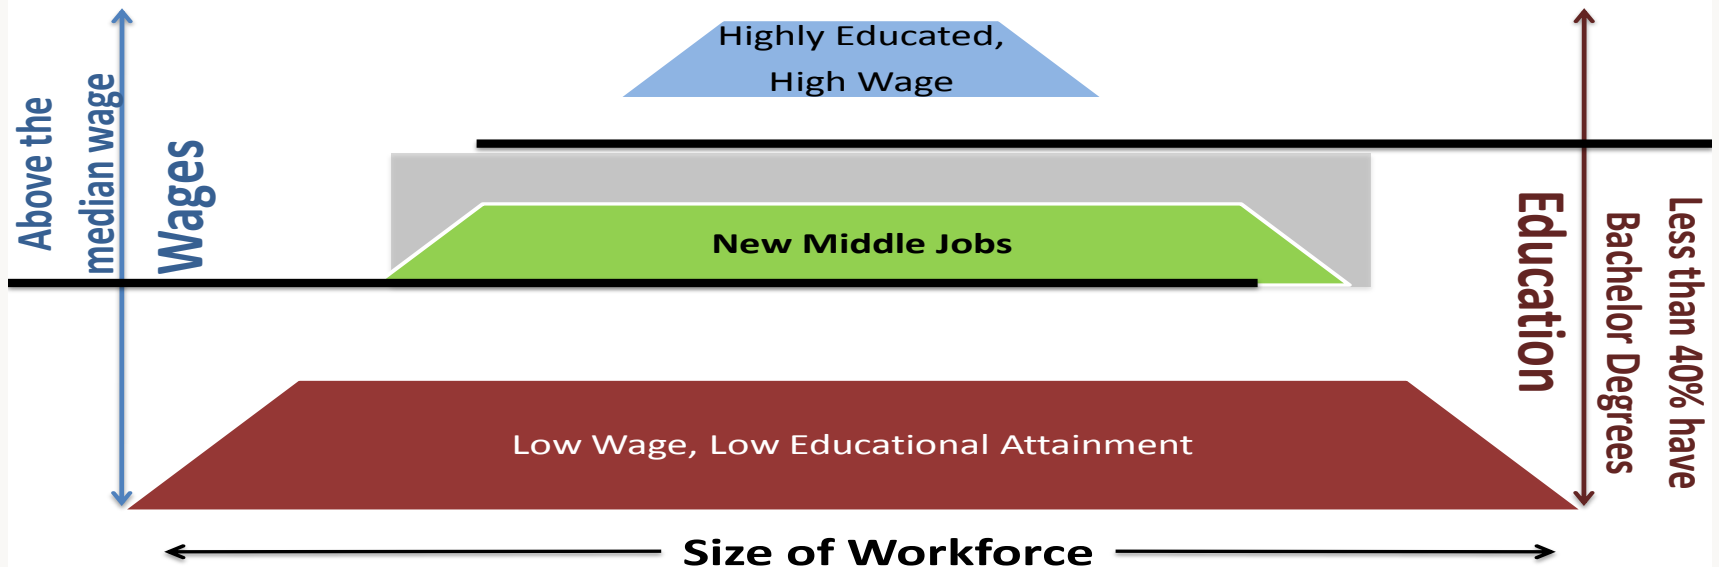 Above the
median wage
Wages
Highly Educated,
High Wage
New Middle Jobs
Low Wage, Low Educational Attainment
Education
Less than 40% have
Bachelor Degrees
Size of Workforce